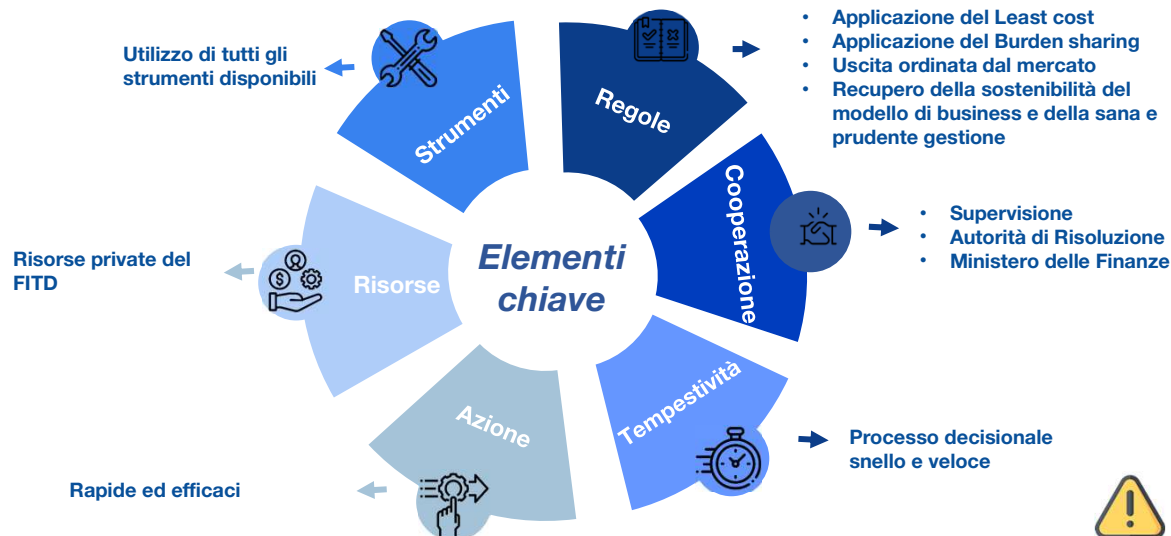 Utilizzo di tutti gli
strumenti disponibili
Strumenti
Regole
• Applicazione del Least cost
• Applicazione del Burden sharing
• Uscita ordinata dal mercato
• Recupero della sostenibilità del
modello di business e della sana e
prudente gestione
Cooperazione
• Supervisione
• Autorità di Risoluzione
• Ministero delle Finanze
Elementi
chiave
Risorse private del
FITD
Risorse
Tempestività
Processo decisionale
snello e veloce
Azione
Rapide ed efficaci